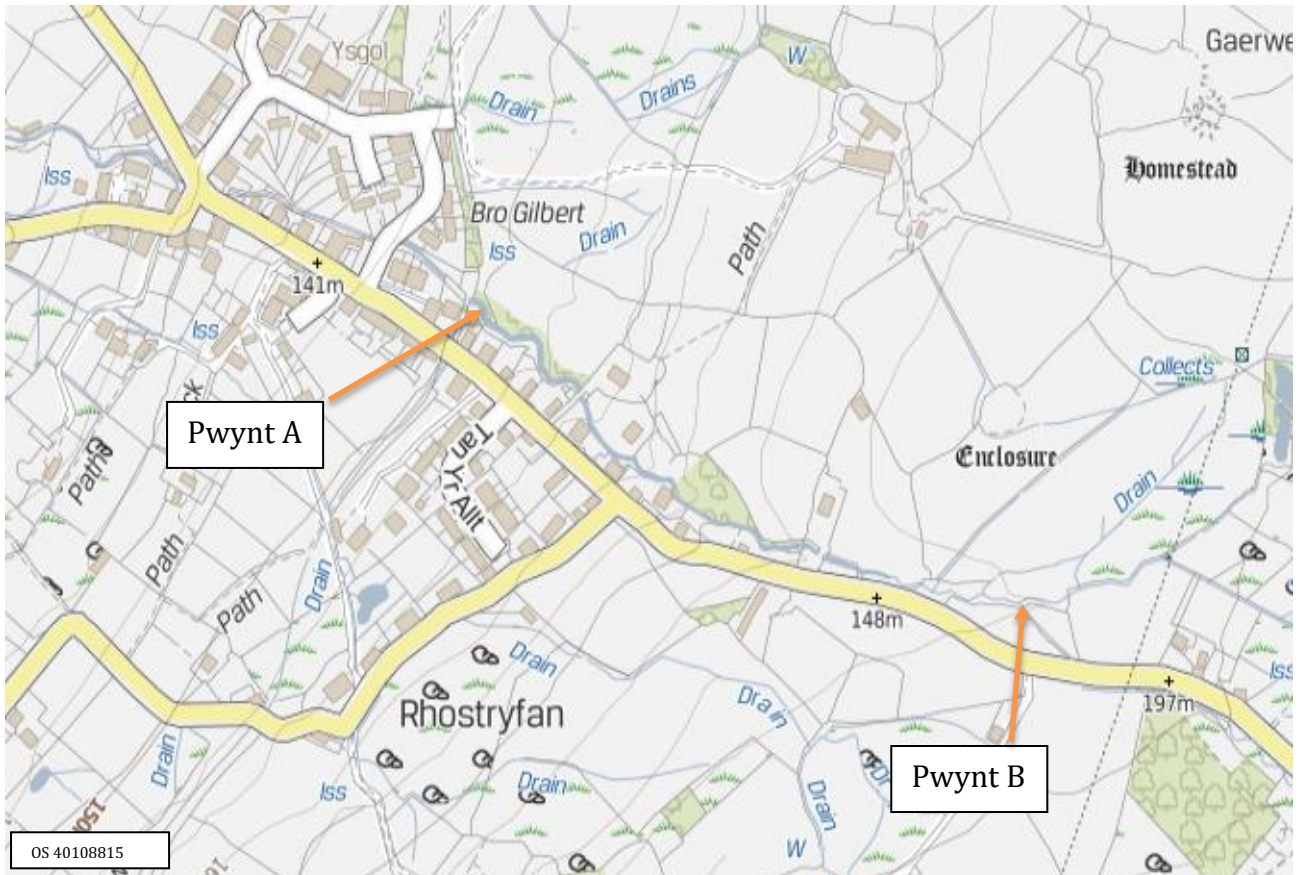 Ysgol
W
Gaerwe
Drain
Drains
Homestead
Iss
Bro Gilbert
Iss
Drain
Path
141m
Iss
Collects
Pwynt A
Path
Tan Yr Allt
Enclosure
Drain
Path
Drain
Path
148m
Drain
Drain
197m
Iss
Rhostryfan
Pwynt B
Drain
Iss
Drain
Drain
W
OS 40108815